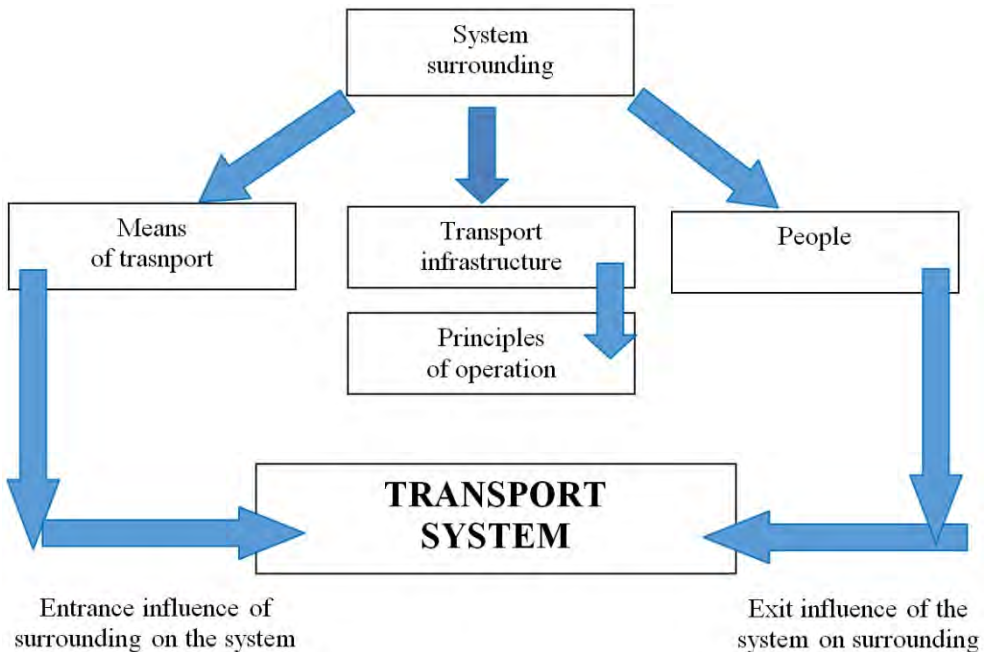 System
surrounding
Means
of trasnport
Transport
infrastructure
People
Principles
of operation
TRANSPORT
SYSTEM
Entrance influence of
surrounding on the system
Exit influence of the
system on surrounding